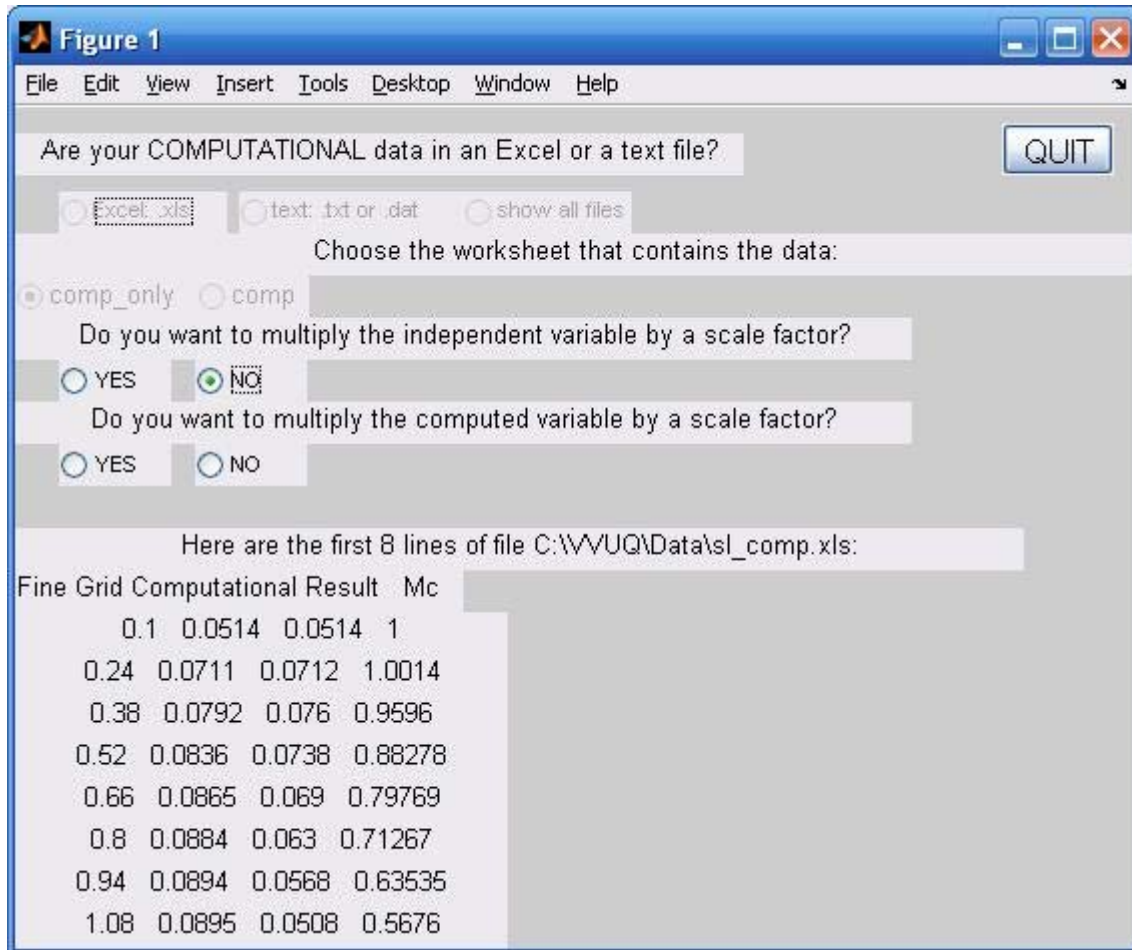 Figure 1
File Edit View Insert Tools Desktop Window Help
Are your COMPUTATIONAL data in an Excel or a text file?
QUIT
Excel: .xls text: .txt or .dat show all files
Choose the worksheet that contains the data:
comp_only comp
Do you want to multiply the independent variable by a scale factor?
YES NO
Do you want to multiply the computed variable by a scale factor?
YES NO
Here are the first 8 lines of file C:\VVUQ\Data\sl_comp.xls:
Fine Grid Computational Result Mc
0.1 0.0514 0.0514 1
0.24 0.0711 0.0712 1.0014
0.38 0.0792 0.076 0.9596
0.52 0.0836 0.0738 0.88278
0.66 0.0865 0.069 0.79769
0.8 0.0884 0.063 0.71267
0.94 0.0894 0.0568 0.63535
1.08 0.0895 0.0508 0.5676